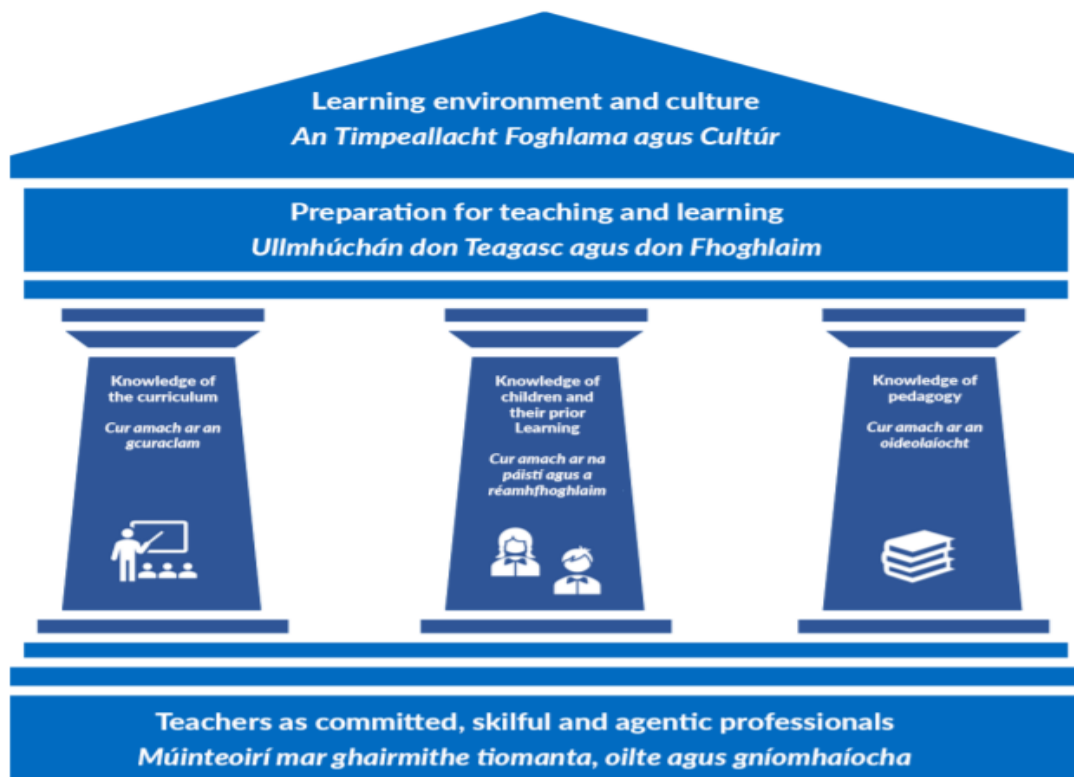 Learning environment and culture
An Timpeallacht Foghlama agus Cultúr
Preparation for teaching and learning
Ullmhúchán don Teagasc agus don Fhoghlaim
Knowledge of
the curriculum
Cur amach ar an
gcuraclam
Knowledge of
children and
their prior
Learning
Cur amach ar na
páistí agus a
réamhfhoghlaim
Knowledge of
pedagogy
Cur amach ar an
oideolaíocht
Teachers as committed, skilful and agentic professionals
Múinteoirí mar ghairmithe tiomanta, oilte agus gníomhaíocha